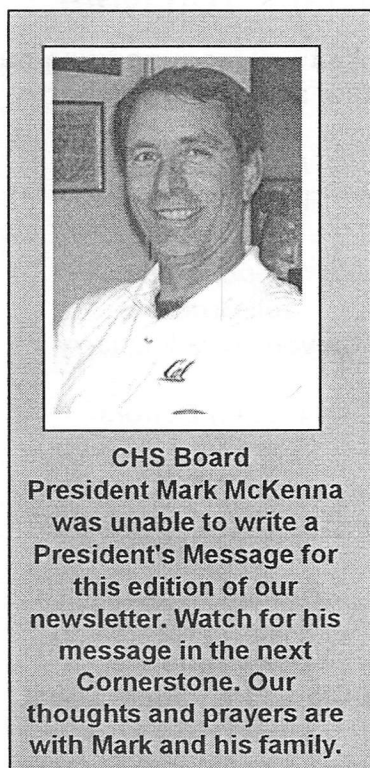 Cal
CHS Board
President Mark McKenna
was unable to write a
President's Message for
this edition of our
newsletter. Watch for his
message in the next
Cornerstone. Our
thoughts and prayers are
with Mark and his family.